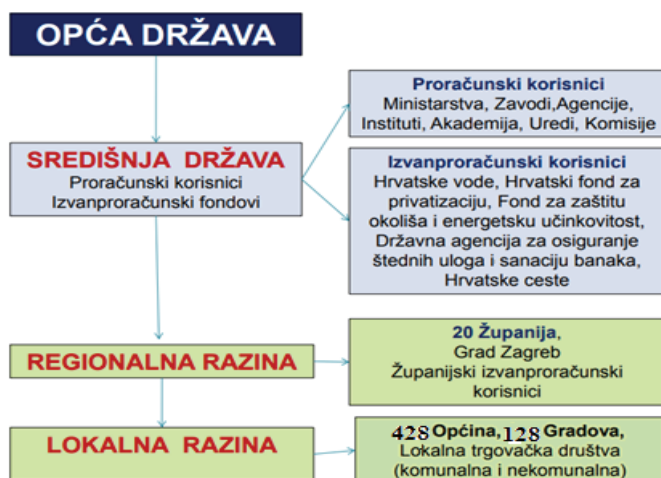 OPĆA DRŽAVA
Proračunski korisnici
Ministarstva, Zavodi,Agencije,
Instituti, Akademija, Uredi, Komisije
SREDIŠNJA DRŽAVA
Proračunski korisnici
Izvanproračunski fondovi
Izvanproračunski korisnici
Hrvatske vode, Hrvatski fond za
privatizaciju, Fond za zaštitu
okoliša i energetsku učinkovitost,
Državna agencija za osiguranje
štednih uloga i sanaciju banaka,
Hrvatske ceste
REGIONALNA RAZINA
20 Županija,
Grad Zagreb
Županijski izvanproračunski
korisnici
LOKALNA RAZINA
428 Općina, 128 Gradova,
Lokalna trgovačka društva
(komunalna i nekomunalna)